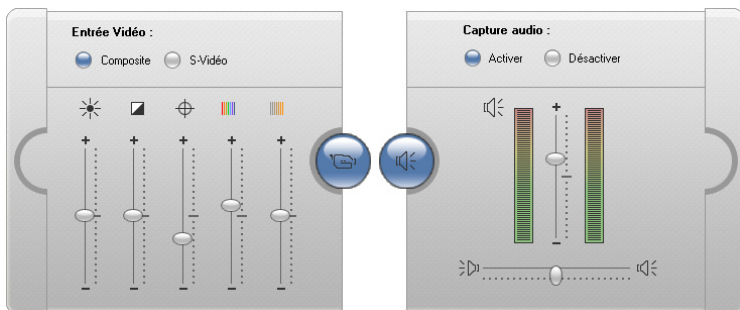 Entrée Vidéo :
Composite S-Vidéo
Capture audio :
Activer Désactiver